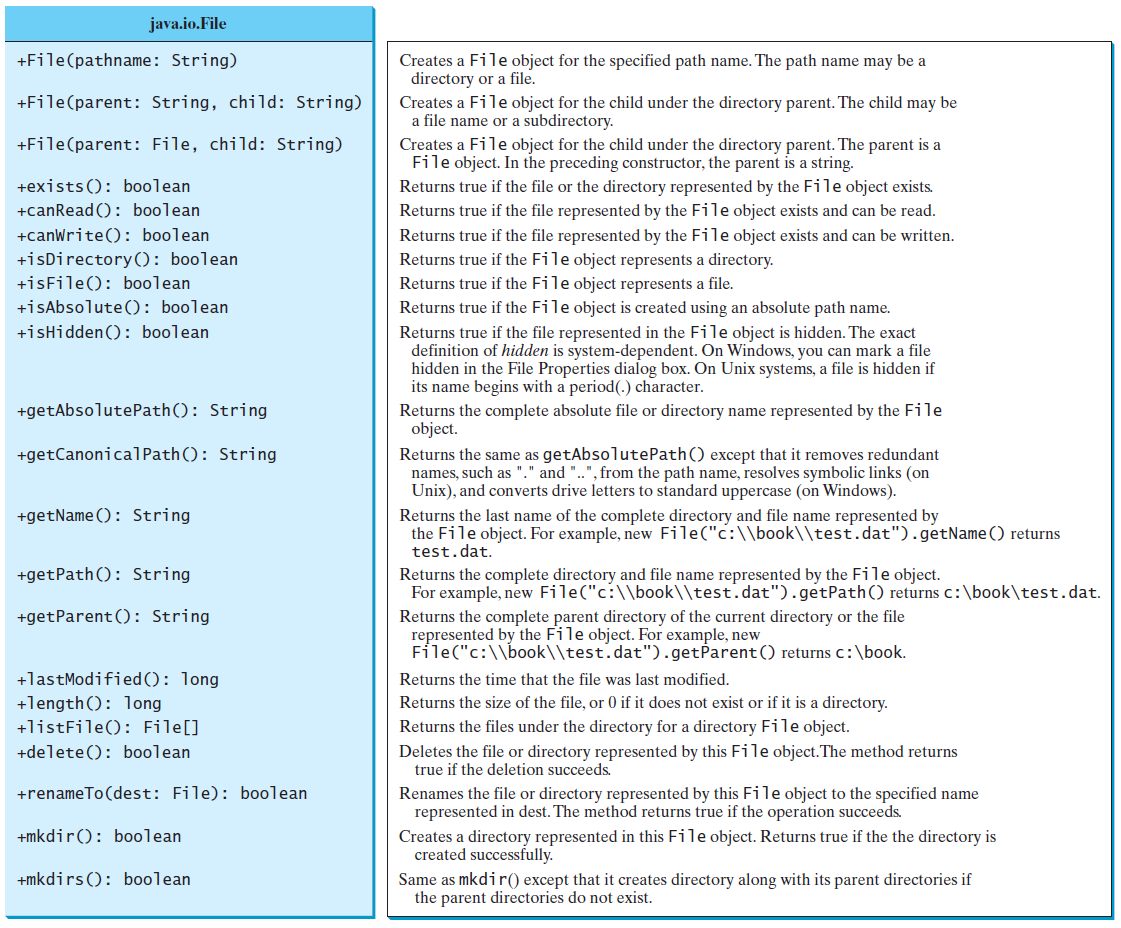 java.io.File
+File(pathname: String)
Creates a File object for the specified path name. The path name may be a
directory or a file.
+File(parent: String, child: String)
Creates a File object for the child under the directory parent. The child may be
a file name or a subdirectory.
+File(parent: File, child: String)
Creates a File object for the child under the directory parent. The parent is a
File object. In the preceding constructor, the parent is a string.
+exists(): boolean
Returns true if the file or the directory represented by the File object exists.
+canRead(): boolean
Returns true if the file represented by the File object exists and can be read.
+canWrite(): boolean
Returns true if the file represented by the File object exists and can be written.
+isDirectory(): boolean
Returns true if the File object represents a directory.
+isFile(): boolean
Returns true if the File object represents a file.
+isAbsolute(): boolean
Returns true if the File object is created using an absolute path name.
+isHidden(): boolean
Returns true if the file represented in the File object is hidden. The exact
definition of hidden is system-dependent. On Windows, you can mark a file
hidden in the File Properties dialog box. On Unix systems, a file is hidden if
its name begins with a period(.) character.
+getAbsolutePath(): String
Returns the complete absolute file or directory name represented by the File
object.
+getCanonicalPath(): String
Returns the same as getAbsolutePath() except that it removes redundant
names, such as "." and "..", from the path name, resolves symbolic links (on
Unix), and converts drive letters to standard uppercase (on Windows).
+getName(): String
Returns the last name of the complete directory and file name represented by
the File object. For example, new File("c:\\book\\test.dat").getName() returns
test.dat.
+getPath(): String
Returns the complete directory and file name represented by the File object.
For example, new File("c:\\book\\test.dat").getPath() returns c:\book\test.dat.
+getParent(): String
Returns the complete parent directory of the current directory or the file
represented by the File object. For example, new
File("c:\\book\\test.dat").getParent() returns c:\book.
+lastModified(): long
Returns the time that the file was last modified.
+length(): long
Returns the size of the file, or 0 if it does not exist or if it is a directory.
+listFile(): File[]
Returns the files under the directory for a directory File object.
+delete(): boolean
Deletes the file or directory represented by this File object.The method returns
true if the deletion succeeds.
+renameTo(dest: File): boolean
Renames the file or directory represented by this File object to the specified name
represented in dest. The method returns true if the operation succeeds.
+mkdir(): boolean
Creates a directory represented in this File object. Returns true if the the directory is
created successfully.
+mkdirs(): boolean
Same as mkdir() except that it creates directory along with its parent directories if
the parent directories do not exist.